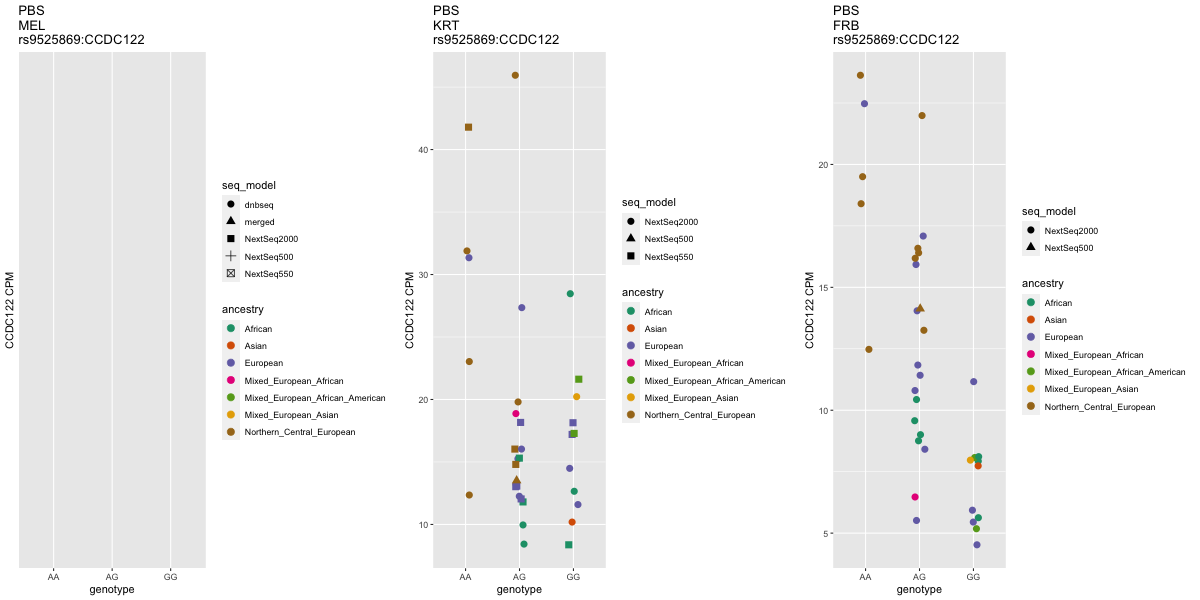 PBS
MEL
rs9525869:CCDC122
CCDC122 CPM
AA
AG
GG
genotype
seq_model
dnbseq
merged
NextSeq2000
NextSeq500
NextSeq550
ancestry
African
Asian
European
Mixed_European_African
Mixed_European_African_American
Mixed_European_Asian
Northern_Central_European
PBS
KRT
rs9525869:CCDC122
CCDC122 CPM
40
30
20
10
AA
AG
GG
genotype
seq_model
NextSeq2000
NextSeq500
NextSeq550
ancestry
African
Asian
European
Mixed_European_African
Mixed_European_African_American
Mixed_European_Asian
Northern_Central_European
PBS
FRB
rs9525869:CCDC122
CCDC122 CPM
20
15
10
5
AA
AG
GG
genotype
seq_model
NextSeq2000
NextSeq500
ancestry
African
Asian
European
Mixed_European_African
Mixed_European_African_American
Mixed_European_Asian
Northern_Central_European